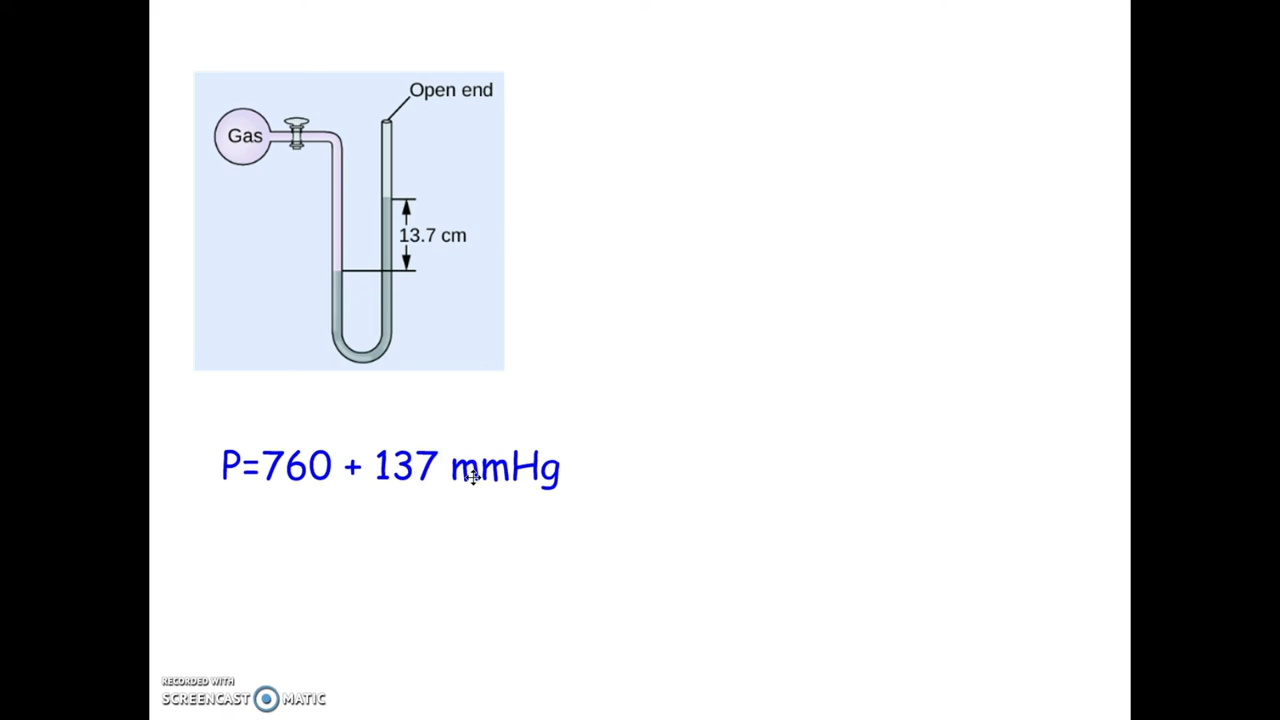 Open end
Gas
13.7 cm
P=760 + 137 mmHg
RECORDED WITH
SCREENCAST MATIC